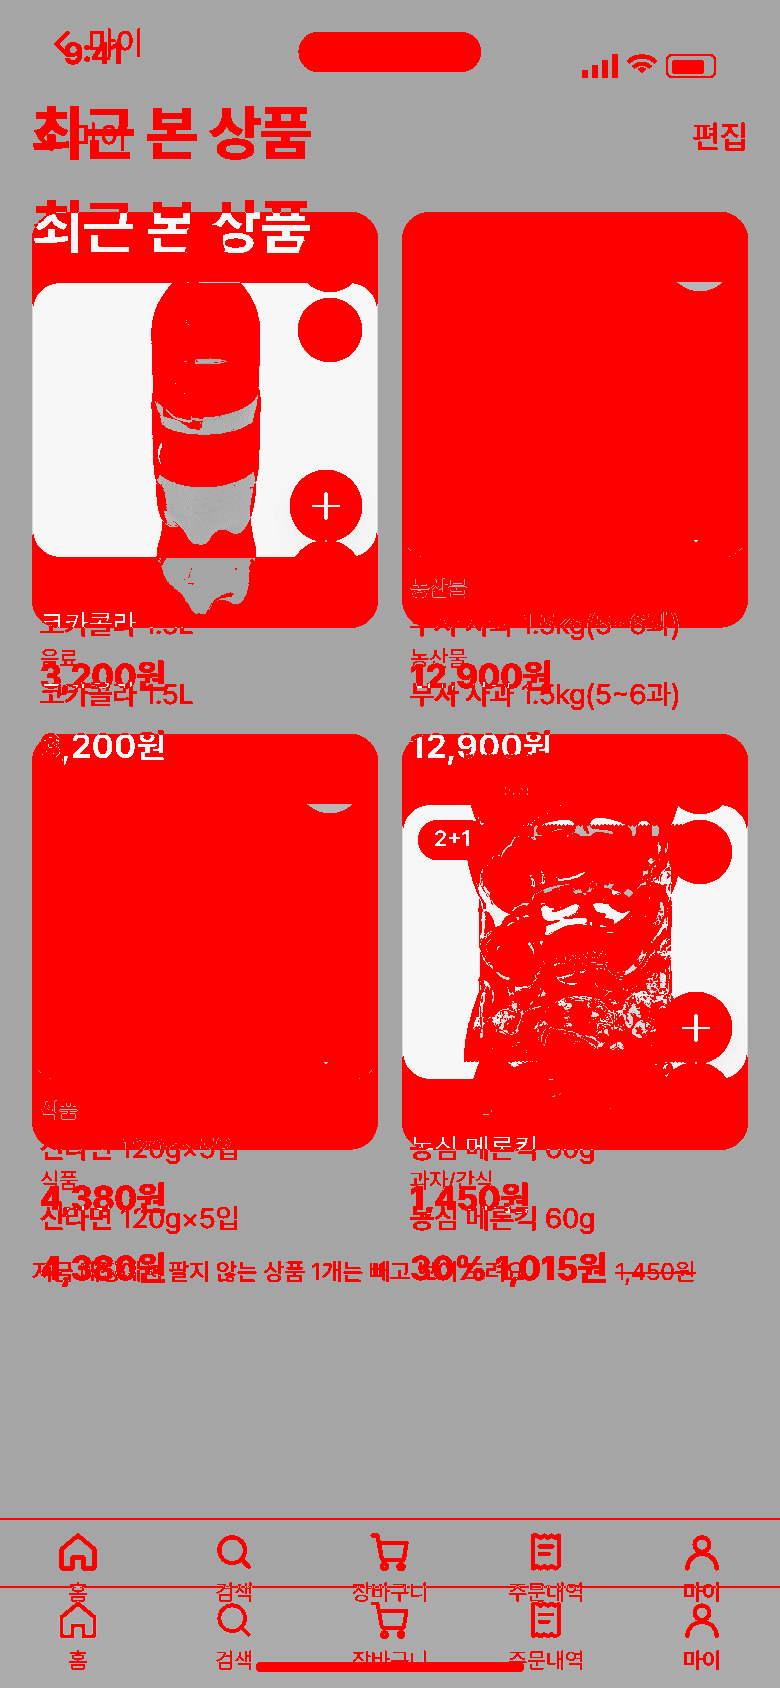 마이
9:41
최근 본 상품
마이
편집
최근 본 상품
농산물
코카콜라 1.5L
부사 사과 1.5kg(5~6과)
음료
농산물
3,200원
12,900원
코카콜라 1.5L
부사 사과 1.5kg(5~6과)
3,200원
12,900원
2+1
식품
신라면 120g×5입
농심 메론킥 60g
식품
과자/간식
4,380원
1,450원
신라면 120g×5입
농심 메론킥 60g
4,380원
30% 1,015원 1,450원
팔지 않는 상품 1개는 빼고
홈 검색 장바구니 주문내역 마이
홈 검색 장바구니 주문내역 마이